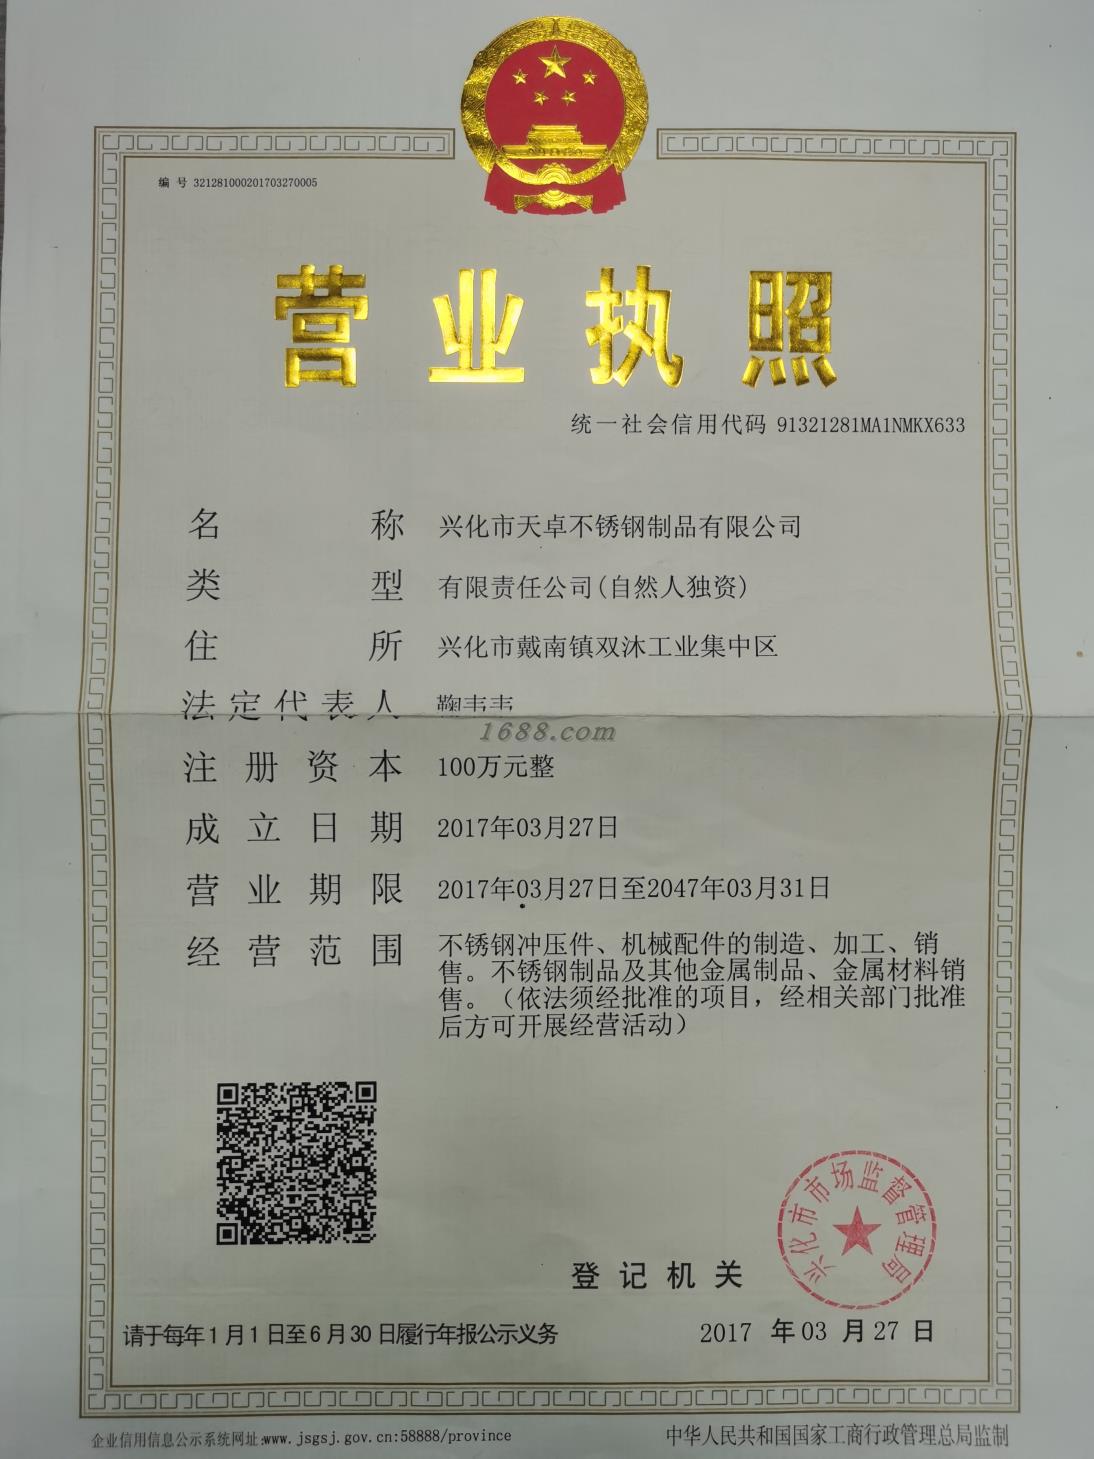 编 号 321281000201703270005
营业执照
统一社会信用代码 91321281MA1NMKX633
名称 兴化市天卓不锈钢制品有限公司
类型 有限责任公司(自然人独资)
住所 兴化市戴南镇双沐工业集中区
法定代表人 鞠
1688.com
注册资本 100万元整
成立日期 2017年03月27日
营业期限 2017年03月27日至2047年03月31日
经营范围 不锈钢冲压件、机械配件的制造、加工、销
售。不锈钢制品及其他金属制品、金属材料销
售。（依法须经批准的项目，经相关部门批准
后方可开展经营活动）
兴化市市场监督管理局
登记机关
请于每年1月1日至6月30日履行年报公示义务
2017 年03 月27 日
企业信用信息公示系统网址:www.jsgsj.gov.cn:58888/province
中华人民共和国国家工商行政管理总局监制